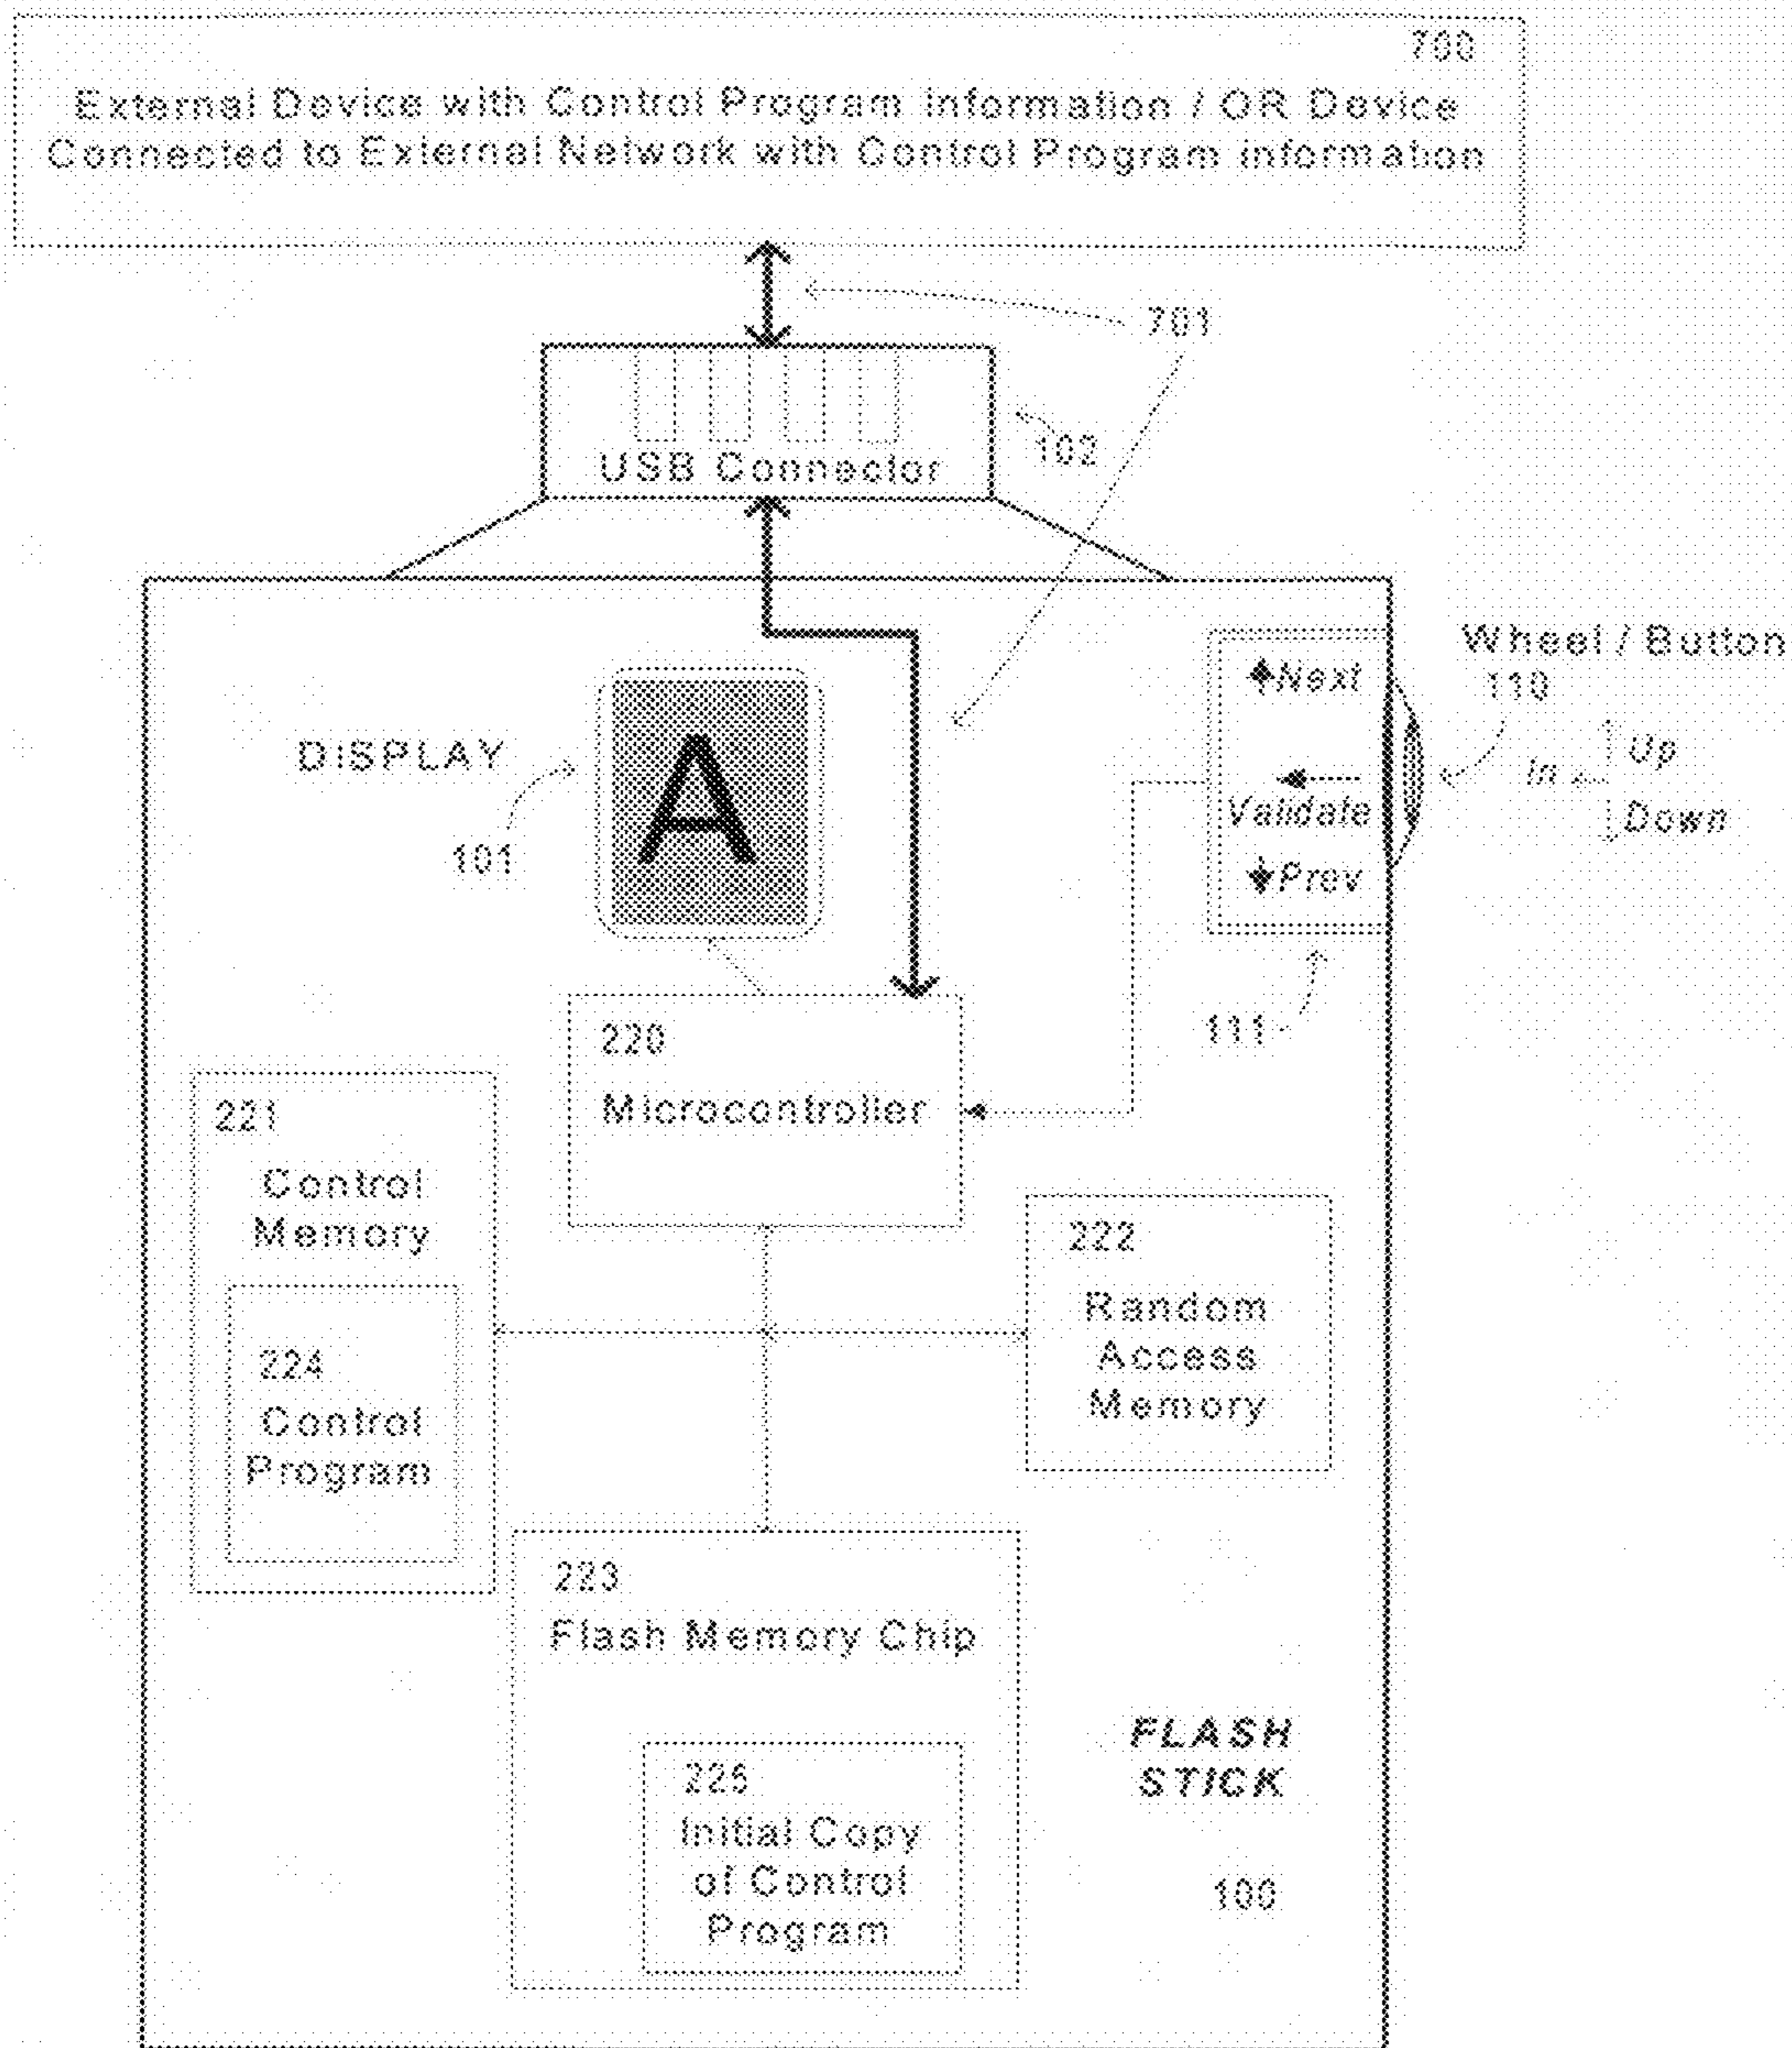 700
External Device with Control Program information / OR Device
Connected to External Network with Control Program information
701
102
USB Connector
Wheel / Button
110
Next
Validate
Prev
In
Up
Down
DISPLAY
101
A
111
220
Microcontroller
221
Control
Memory
222
Random
Access
Memory
224
Control
Program
223
Flash Memory Chip
225
Initial Copy
of Control
Program
FLASH
STICK
100